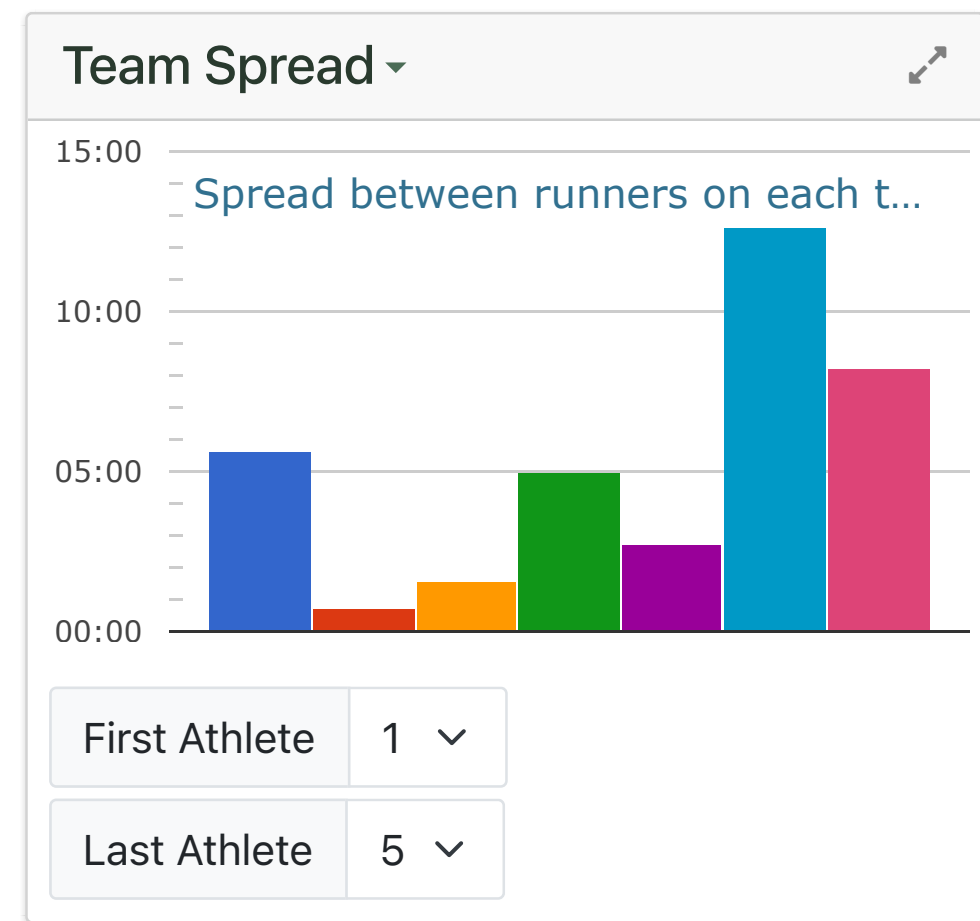 Team Spread
15:00
Spread between runners on each t...
10:00
05:00
00:00
First Athlete 1
Last Athlete 5